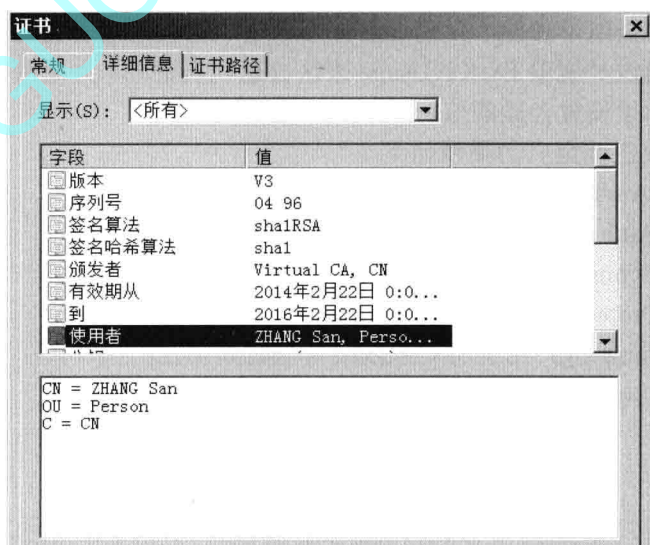 证书
常规 详细信息 证书路径
显示(S): <所有>
字段 值
版本 V3
序列号 04 96
签名算法 sha1RSA
签名哈希算法 sha1
颁发者 Virtual CA, CN
有效期从 2014年2月22日 0:0...
到 2016年2月22日 0:0...
使用者 ZHANG San, Perso...
CN = ZHANG San
OU = Person
C = CN